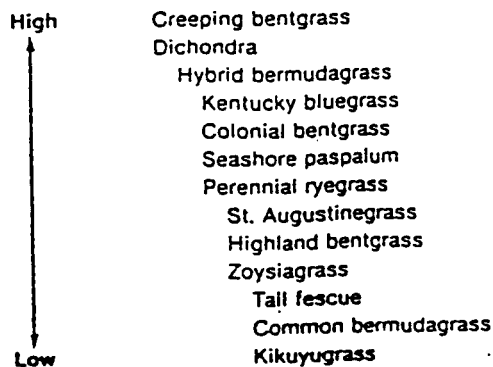 High Creeping bentgrass
Dichondra
Hybrid bermudagrass
Kentucky bluegrass
Colonial bentgrass
Seashore paspalum
Perennial ryegrass
St. Augustinegrass
Highland bentgrass
Zoysiagrass
Tall fescue
Common bermudagrass
Low Kikuyugrass